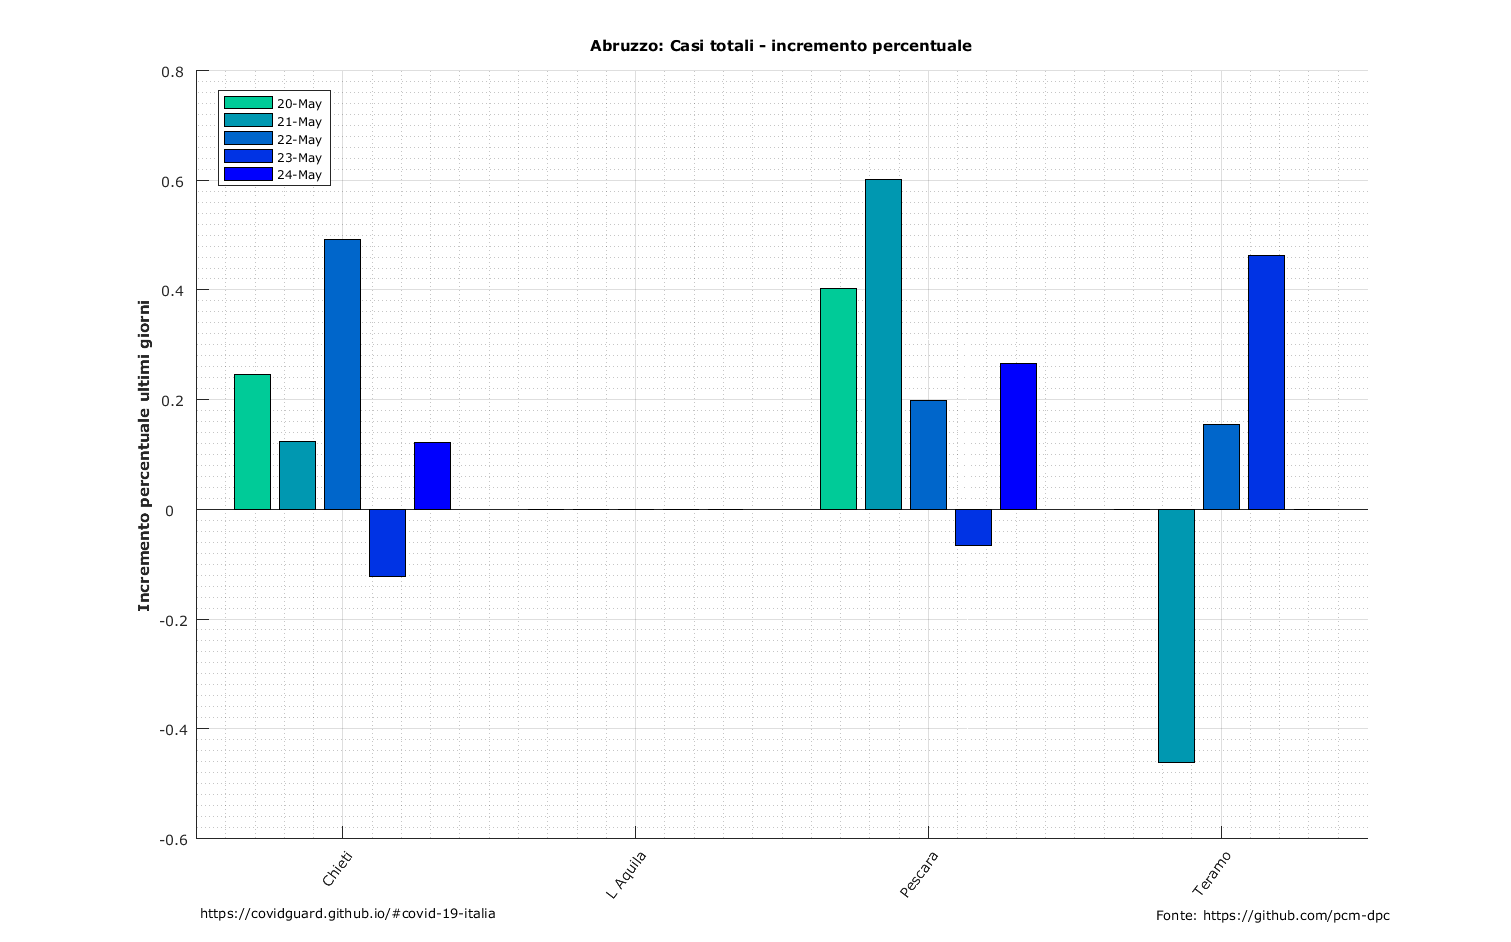 Abruzzo: Casi totali - incremento percentuale
Incremento percentuale ultimi giorni
0.8
0.6
0.4
0.2
0
-0.2
-0.4
-0.6
20-May
21-May
22-May
23-May
24-May
Chieti
L Aquila
Pescara
Teramo
https://covidguard.github.io/#covid-19-italia
Fonte: https://github.com/pcm-dpc